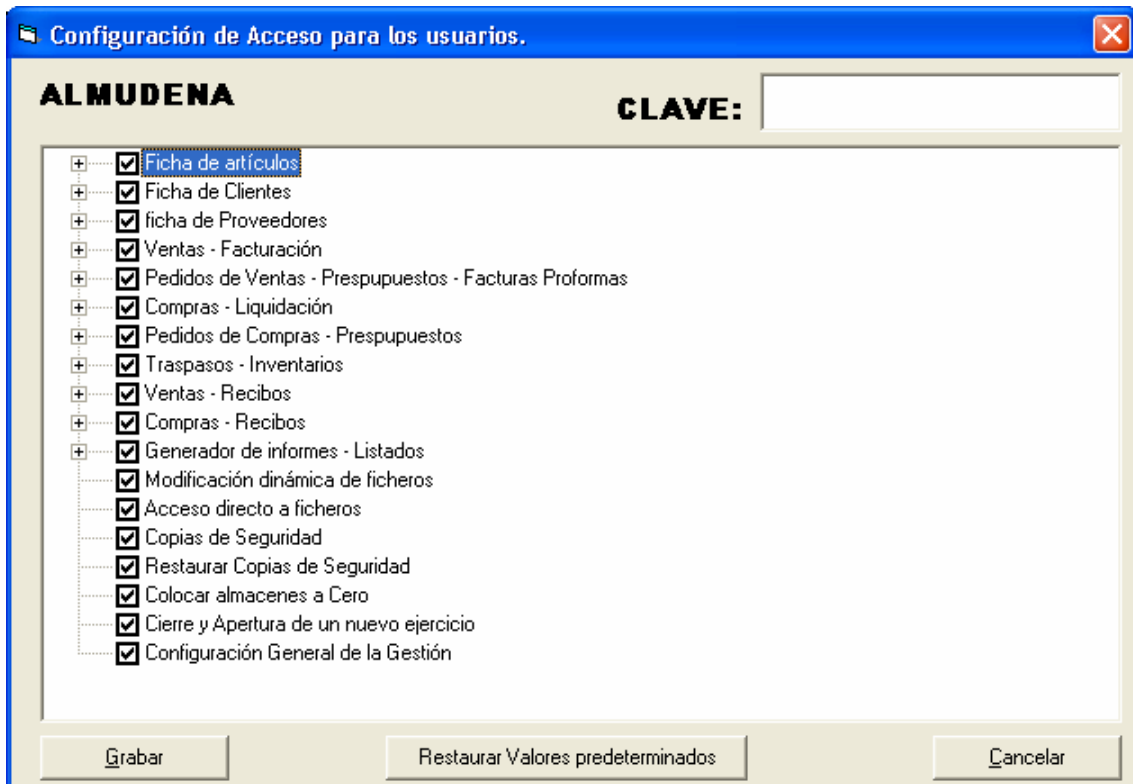 Configuración de Acceso para los usuarios.
ALMUDENA
CLAVE:
Ficha de artículos
Ficha de Clientes
ficha de Proveedores
Ventas - Facturación
Pedidos de Ventas - Prespupuestos - Facturas Proformas
Compras - Liquidación
Pedidos de Compras - Prespupuestos
Traspasos - Inventarios
Ventas - Recibos
Compras - Recibos
Generador de informes - Listados
Modificación dinámica de ficheros
Acceso directo a ficheros
Copias de Seguridad
Restaurar Copias de Seguridad
Colocar almacenes a Cero
Cierre y Apertura de un nuevo ejercicio
Configuración General de la Gestión
Grabar Restaurar Valores predeterminados Cancelar